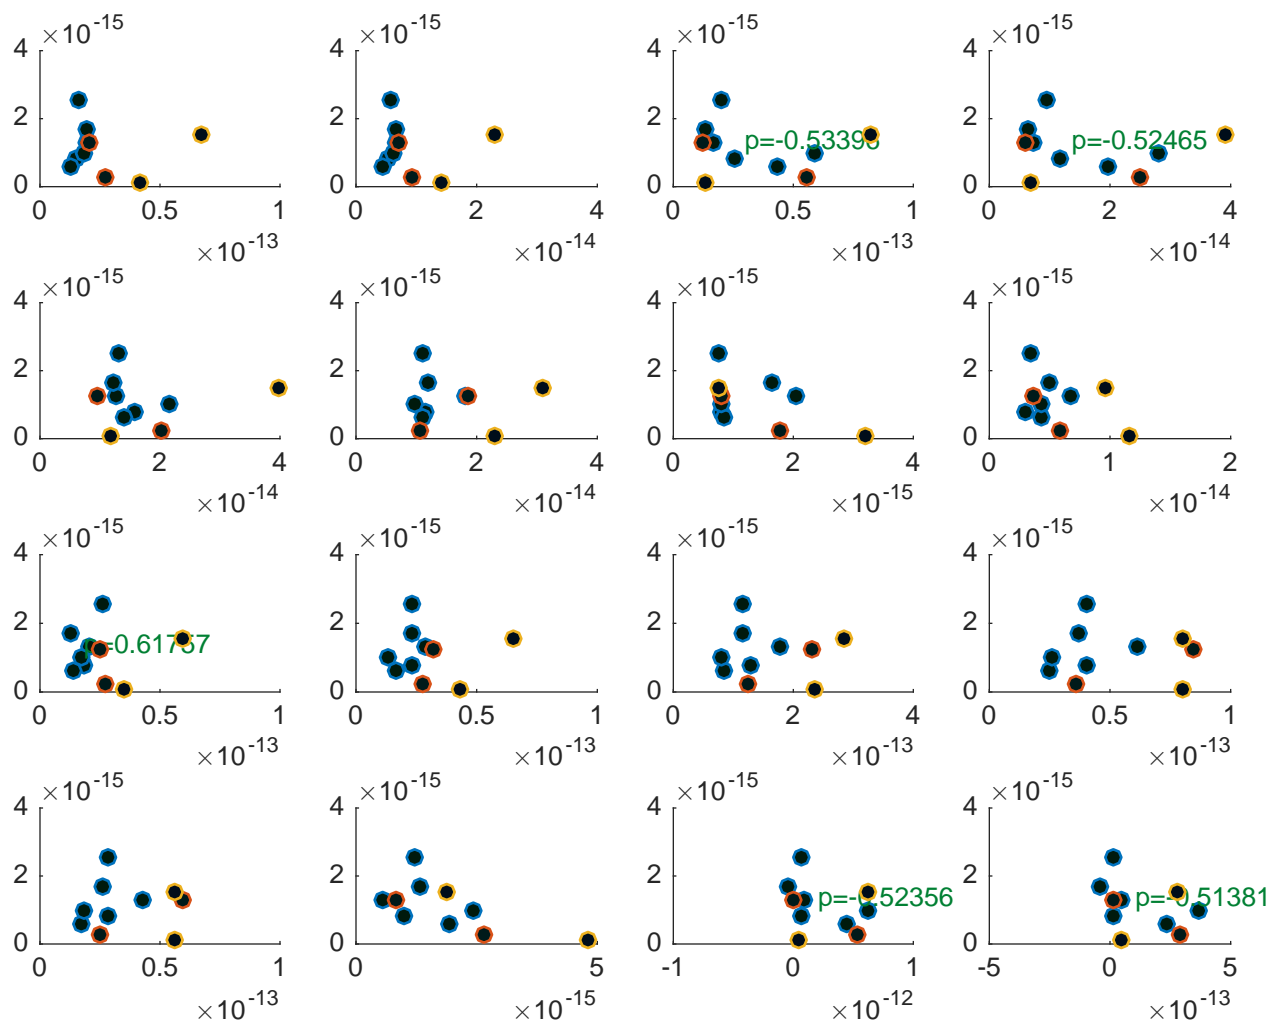 ×10-15 ×10-15 ×10-15 ×10-15
4 4 4 4
2 2 2 2
p=-0.52465
0 0 0 0
0 0.5 1 0 2 4 0 0.5 1 0 2 4
×10-13 ×10-14 ×10-13 ×10-14
×10-15 ×10-15 ×10-15 ×10-15
4 4 4 4
2 2 2 2
0 0 0 0
0 2 4 0 2 4 0 2 4 0 1 2
×10-14 ×10-14 ×10-15 ×10-14
×10-15 ×10-15 ×10-15 ×10-15
4 4 4 4
2 2 2 2
0 0 0 0
0 0.5 1 0 0.5 1 0 2 4 0 0.5 1
×10-13 ×10-13 ×10-13 ×10-13
×10-15 ×10-15 ×10-15 ×10-15
4 4 4 4
2 2 2 2
p=-0.52356 p=-0.51381
0 0 0 0
0 0.5 1 0 5 -1 0 1 -5 0 5
×10-13 ×10-15 ×10-12 ×10-13